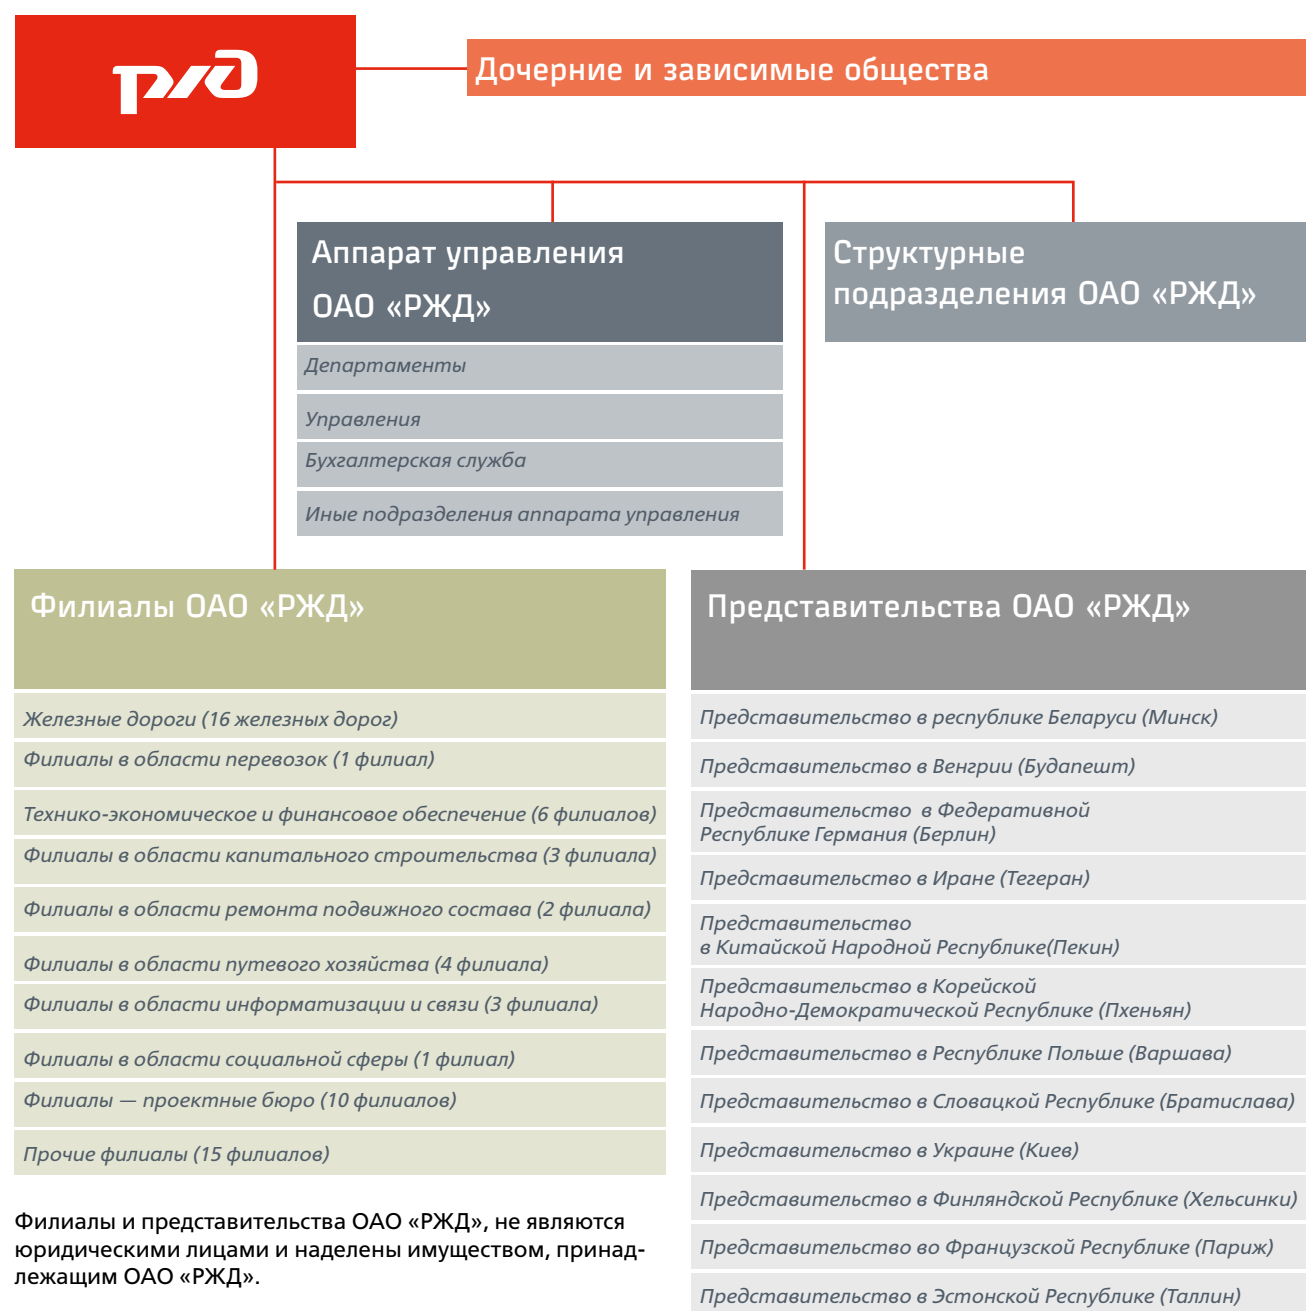 ржд
Дочерние и зависимые общества
Аппарат управления
ОАО «РЖД»
Департаменты
Управления
Бухгалтерская служба
Иные подразделения аппарата управления
Структурные
подразделения ОАО «РЖД»
Филиалы ОАО «РЖД»
Железные дороги (16 железных дорог)
Филиалы в области перевозок (1 филиал)
Технико-экономическое и финансовое обеспечение (6 филиалов)
Филиалы в области капитального строительства (3 филиала)
Филиалы в области ремонта подвижного состава (2 филиала)
Филиалы в области путевого хозяйства (4 филиала)
Филиалы в области информатизации и связи (3 филиала)
Филиалы в области социальной сферы (1 филиал)
Филиалы — проектные бюро (10 филиалов)
Прочие филиалы (15 филиалов)
Филиалы и представительства ОАО «РЖД», не являются
юридическими лицами и наделены имуществом, принад-
лежащим ОАО «РЖД».
Представительства ОАО «РЖД»
Представительство в республике Беларуси (Минск)
Представительство в Венгрии (Будапешт)
Представительство в Федеративной
Республике Германия (Берлин)
Представительство в Иране (Тегеран)
Представительство
в Китайской Народной Республике(Пекин)
Представительство в Корейской
Народно-Демократической Республике (Пхеньян)
Представительство в Республике Польше (Варшава)
Представительство в Словацкой Республике (Братислава)
Представительство в Украине (Киев)
Представительство в Финляндской Республике (Хельсинки)
Представительство во Французской Республике (Париж)
Представительство в Эстонской Республике (Таллин)